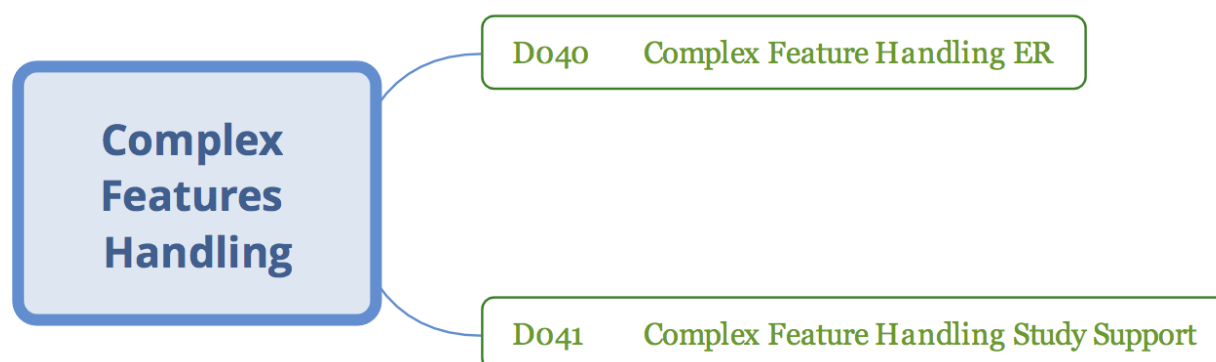 Complex
Features
Handling
D040 Complex Feature Handling ER
D041 Complex Feature Handling Study Support